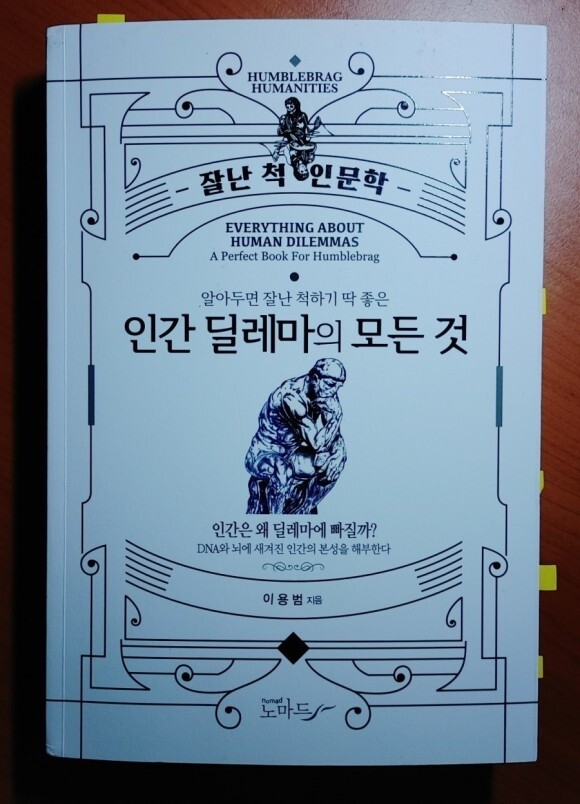 HUMBLEBRAG
HUMANITIES
잘난 척 인문학
EVERYTHING ABOUT
HUMAN DILEMMAS
A Perfect Book For Humblebrag
알아두면 잘난 척하기 딱 좋은
인간 딜레마의 모든 것
인간은 왜 딜레마에 빠질까?
DNA와 뇌에 새겨진 인간의 본성을 해부한다
이용범 지음
nomad
노마드